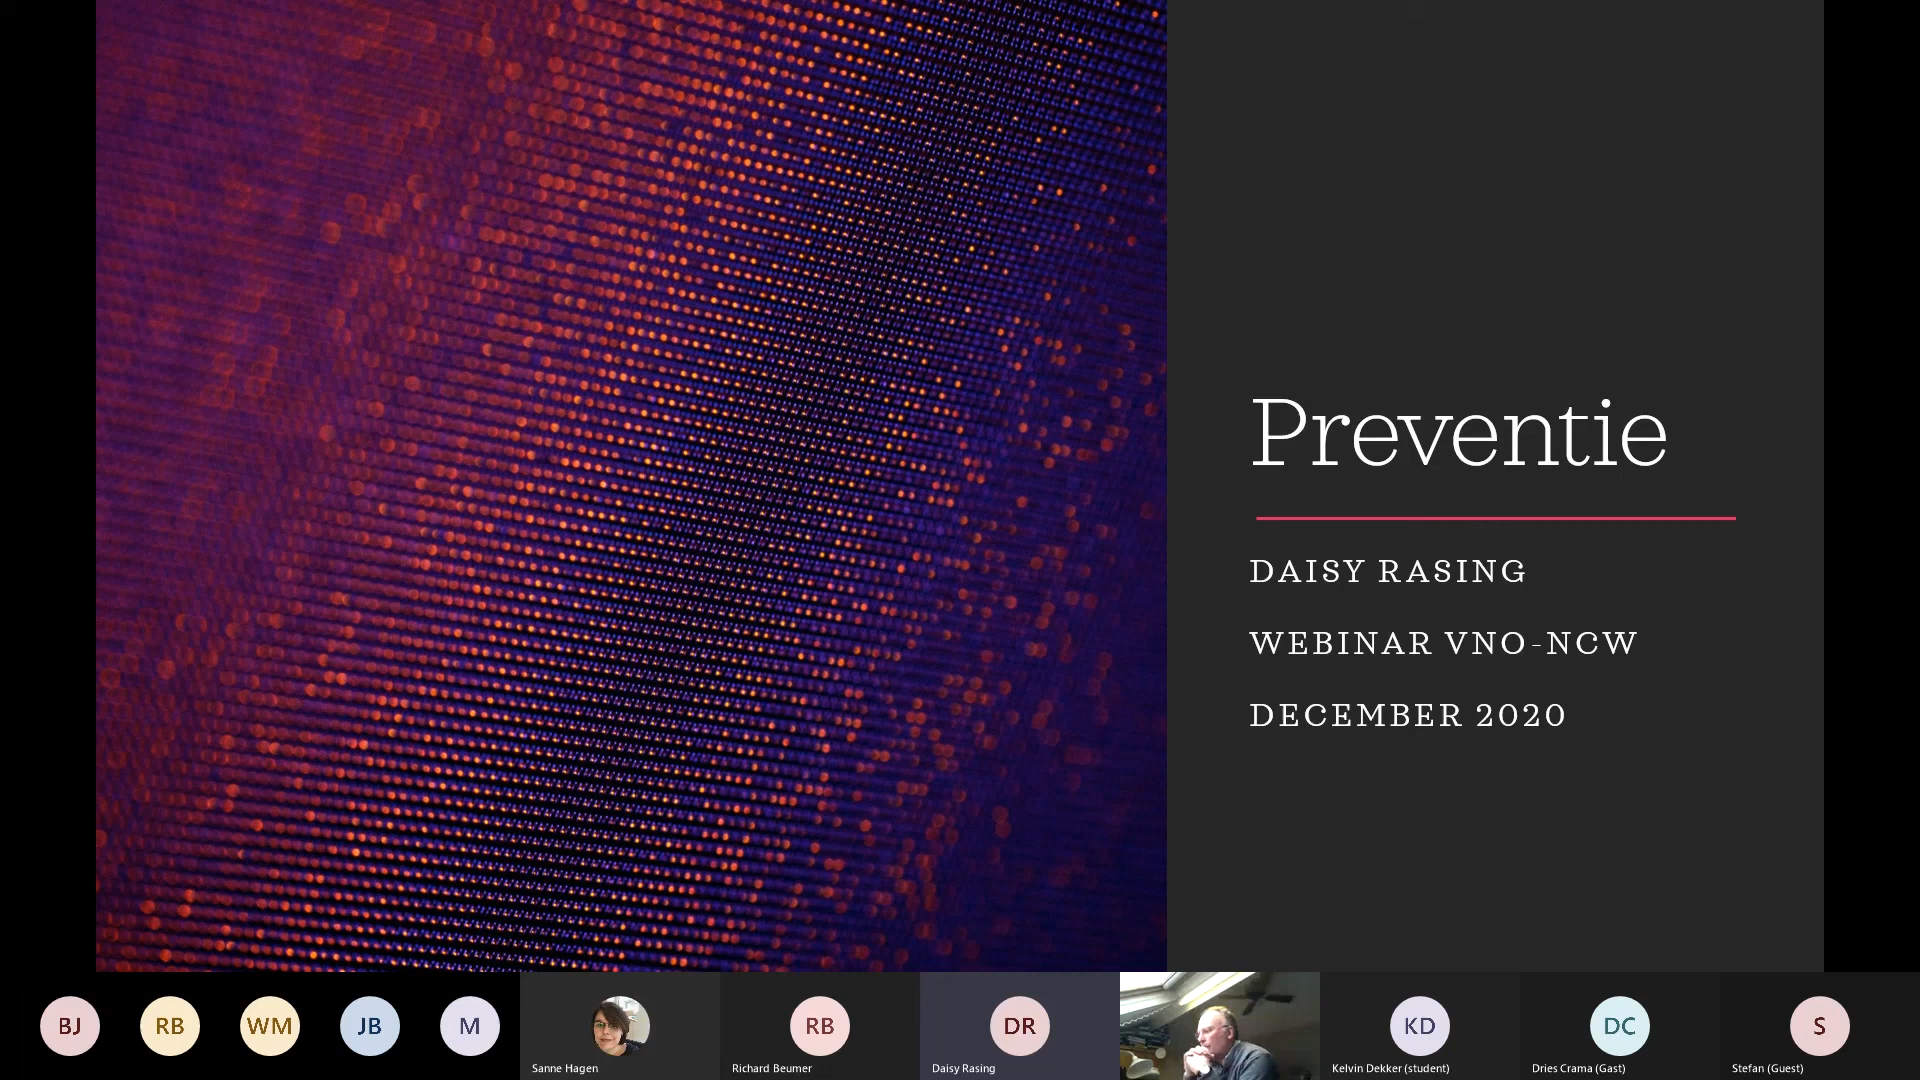 Preventie
DAISY RASING
WEBINAR VNO-NCW
DECEMBER 2020
BJ
RB
WM
JB
M
Sanne Hagen
RB
Richard Beumer
DR
Daisy Rasing
KD
Kelvin Dekker (student)
DC
Dries Crama (Gast)
S
Stefan (Guest)